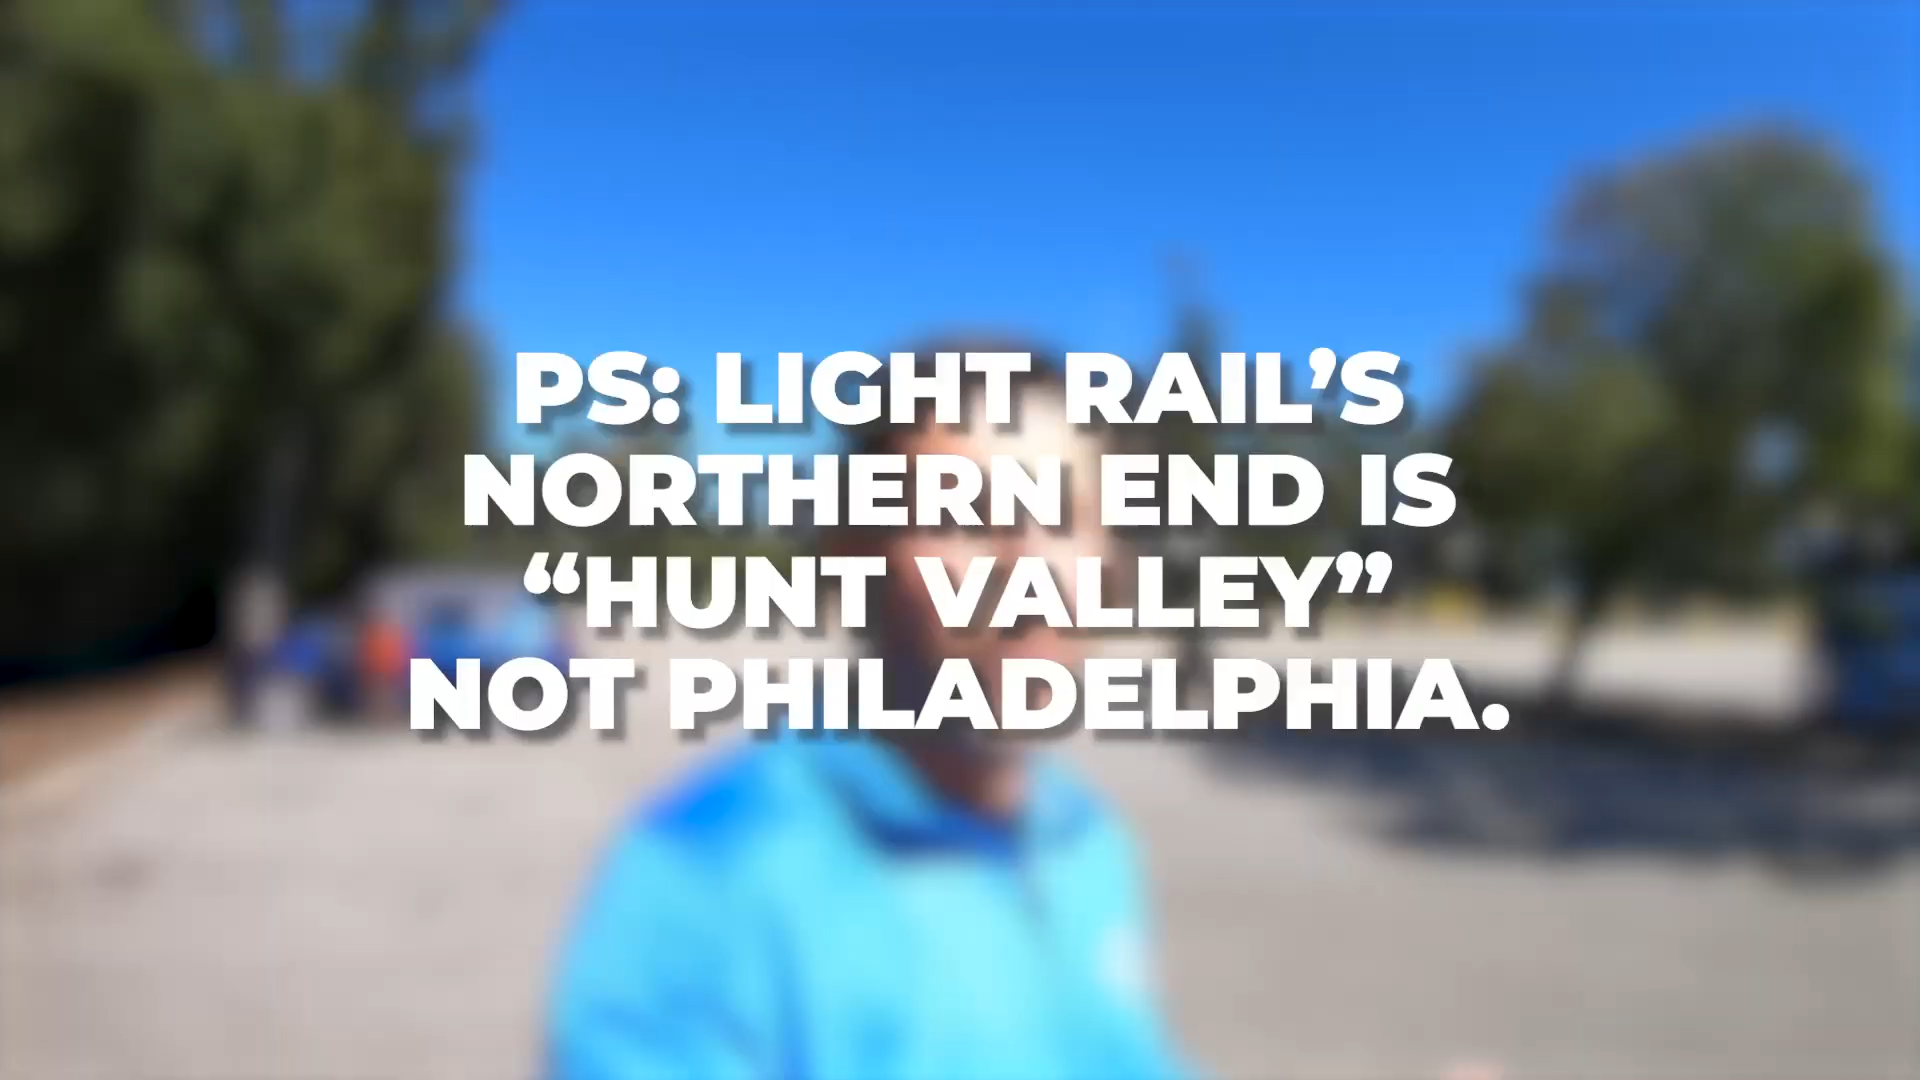 PS: LIGHT RAIL’S
NORTHERN END IS
“HUNT VALLEY”
NOT PHILADELPHIA.